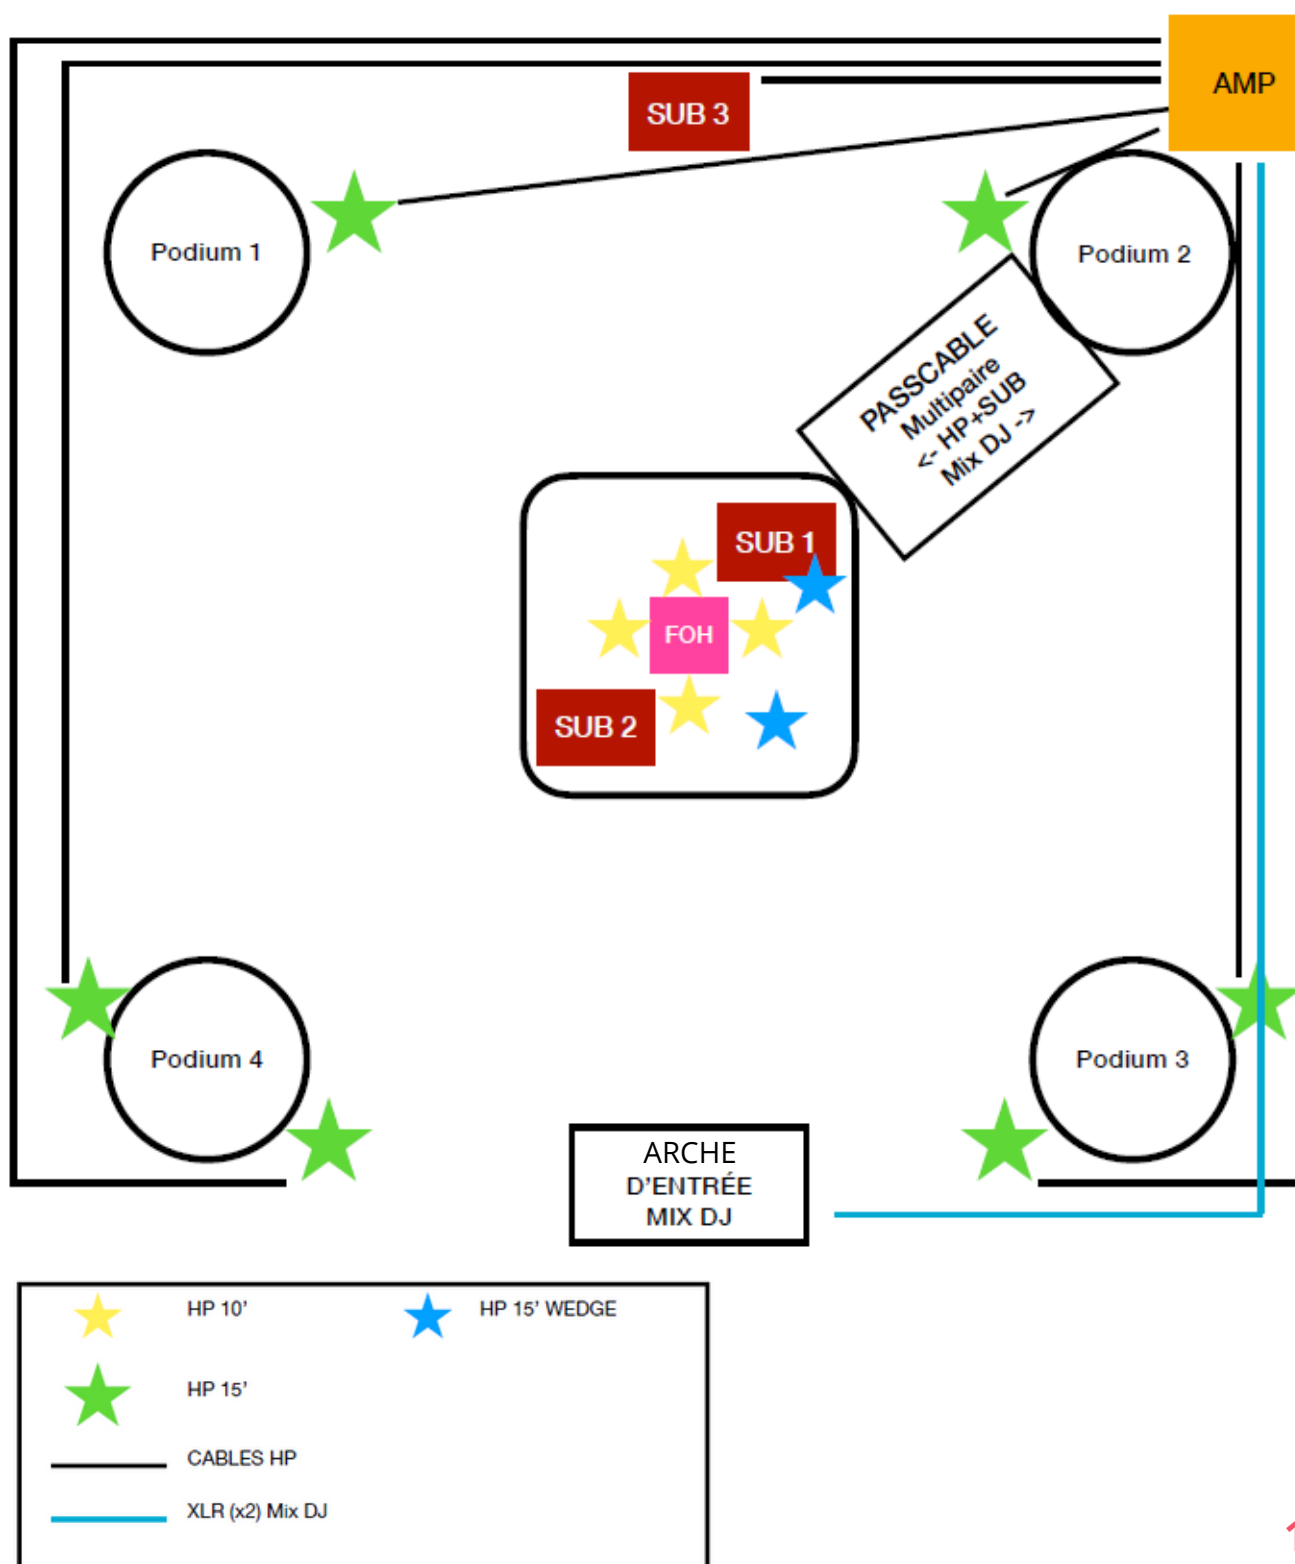 AMP
SUB 3
Podium 1
Podium 2
PASSCABLE
Multipaire
<- HP+SUB
Mix DJ ->
SUB 1
FOH
SUB 2
Podium 4
Podium 3
ARCHE
D'ENTRÉE
MIX DJ
HP 10'
HP 15' WEDGE
HP 15'
CABLES HP
XLR (x2) Mix DJ